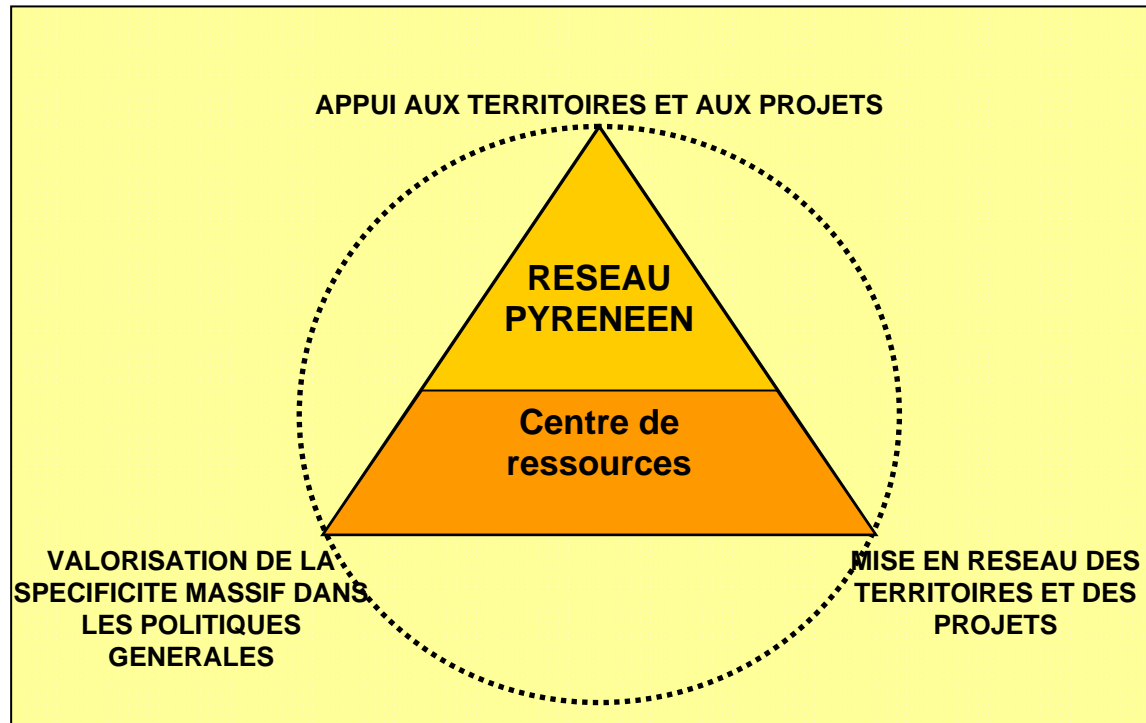 APPUI AUX TERRITOIRES ET AUX PROJETS
RESEAU
PYRENEEN
Centre de
ressources
VALORISATION DE LA
SPECIFICITE MASSIF DANS
LES POLITIQUES
GENERALES
MISE EN RESEAU DES
TERRITOIRES ET DES
PROJETS